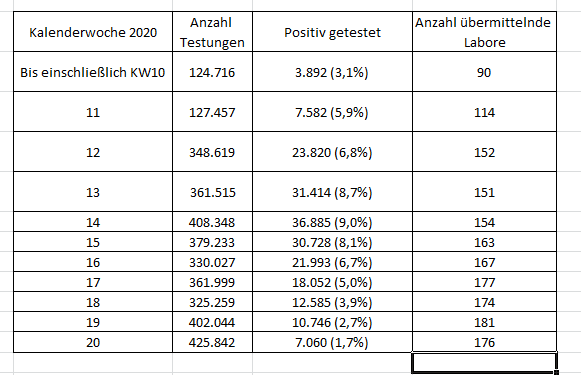 Kalenderwoche 2020 Anzahl Testungen Positiv getestet Anzahl übermittelnde Labore
Bis einschließlich KW10 124.716 3.892 (3,1%) 90
11 127.457 7.582 (5,9%) 114
12 348.619 23.820 (6,8%) 152
13 361.515 31.414 (8,7%) 151
14 408.348 36.885 (9,0%) 154
15 379.233 30.728 (8,1%) 163
16 330.027 21.993 (6,7%) 167
17 361.999 18.052 (5,0%) 177
18 325.259 12.585 (3,9%) 174
19 402.044 10.746 (2,7%) 181
20 425.842 7.060 (1,7%) 176